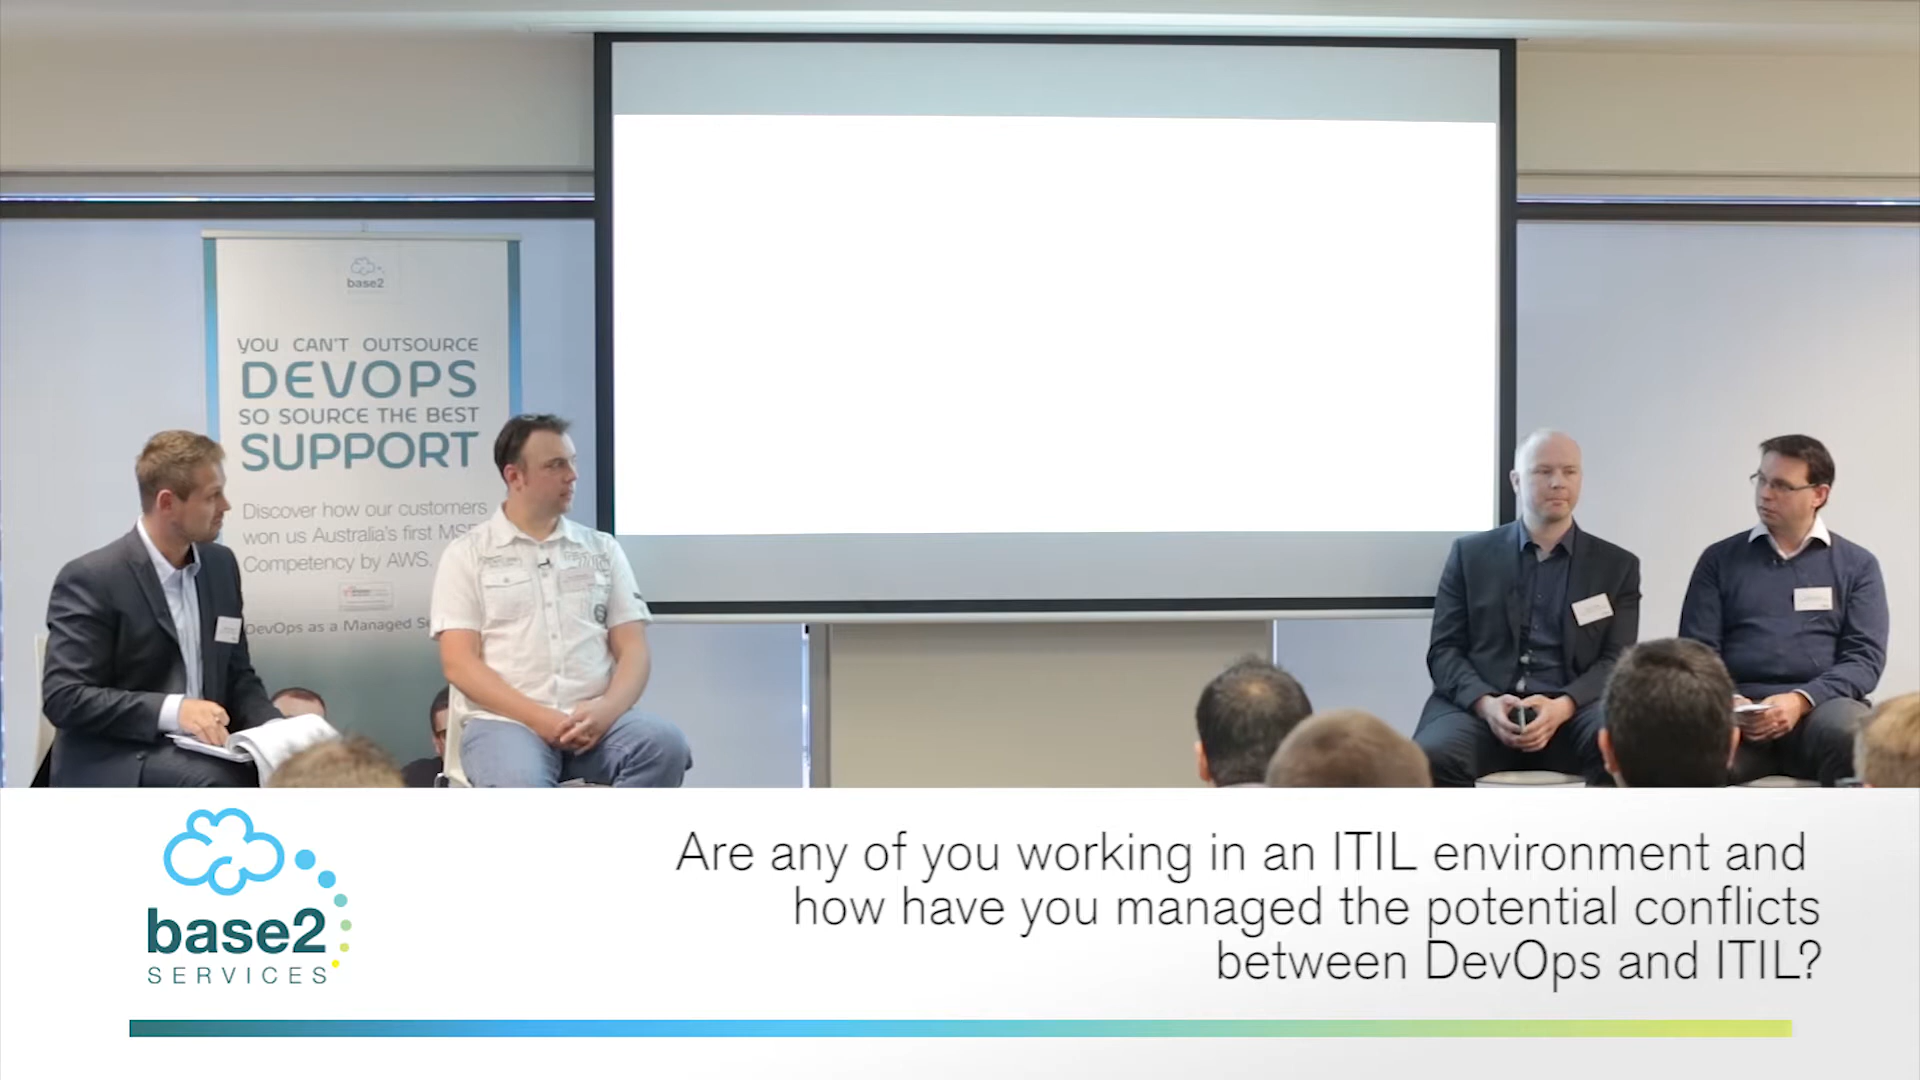 base2
YOU CAN'T OUTSOURCE
DEVOPS
SO SOURCE THE BEST
SUPPORT
Discover how our customers
won us Australia's first
Competency by AWS.
DevOps as a Managed
base2
SERVICES
Are any of you working in an ITIL environment and
how have you managed the potential conflicts
between DevOps and ITIL?